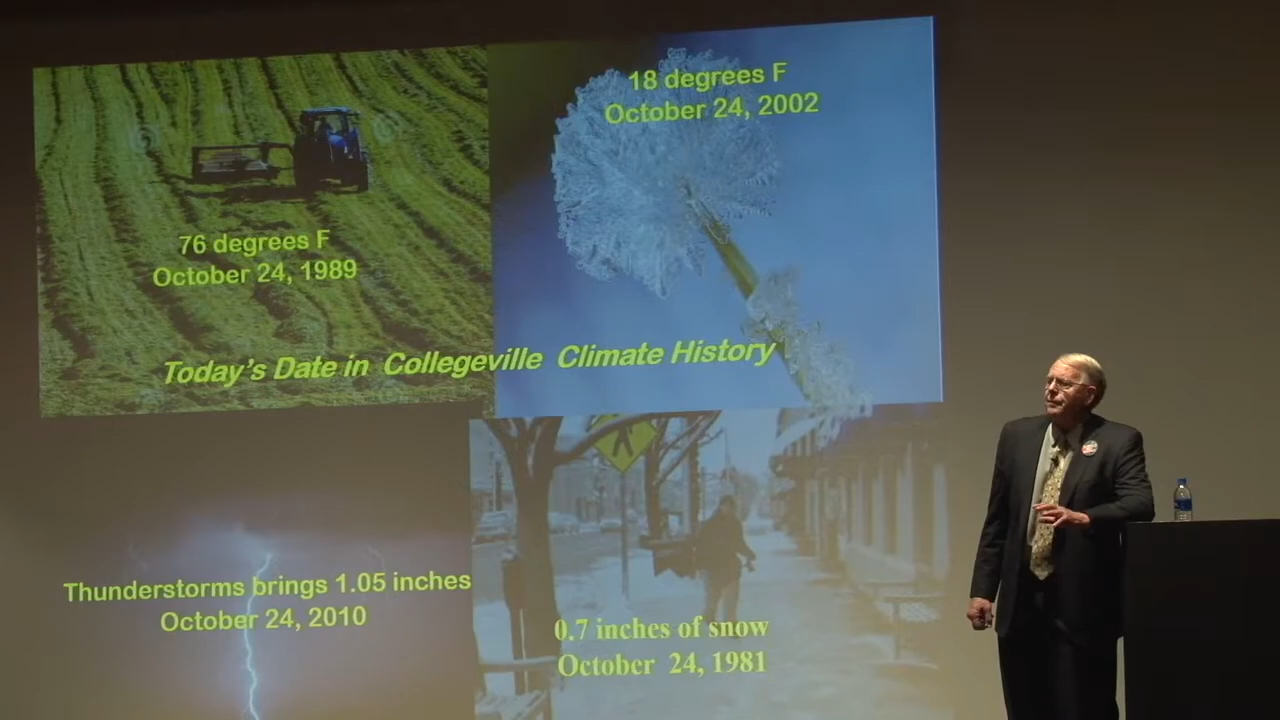 18 degrees F
October 24, 2002
76 degrees F
October 24, 1989
Today's Date in Collegeville Climate History
Thunderstorms brings 1.05 inches
October 24, 2010
0.7 inches of snow
October 24, 1981